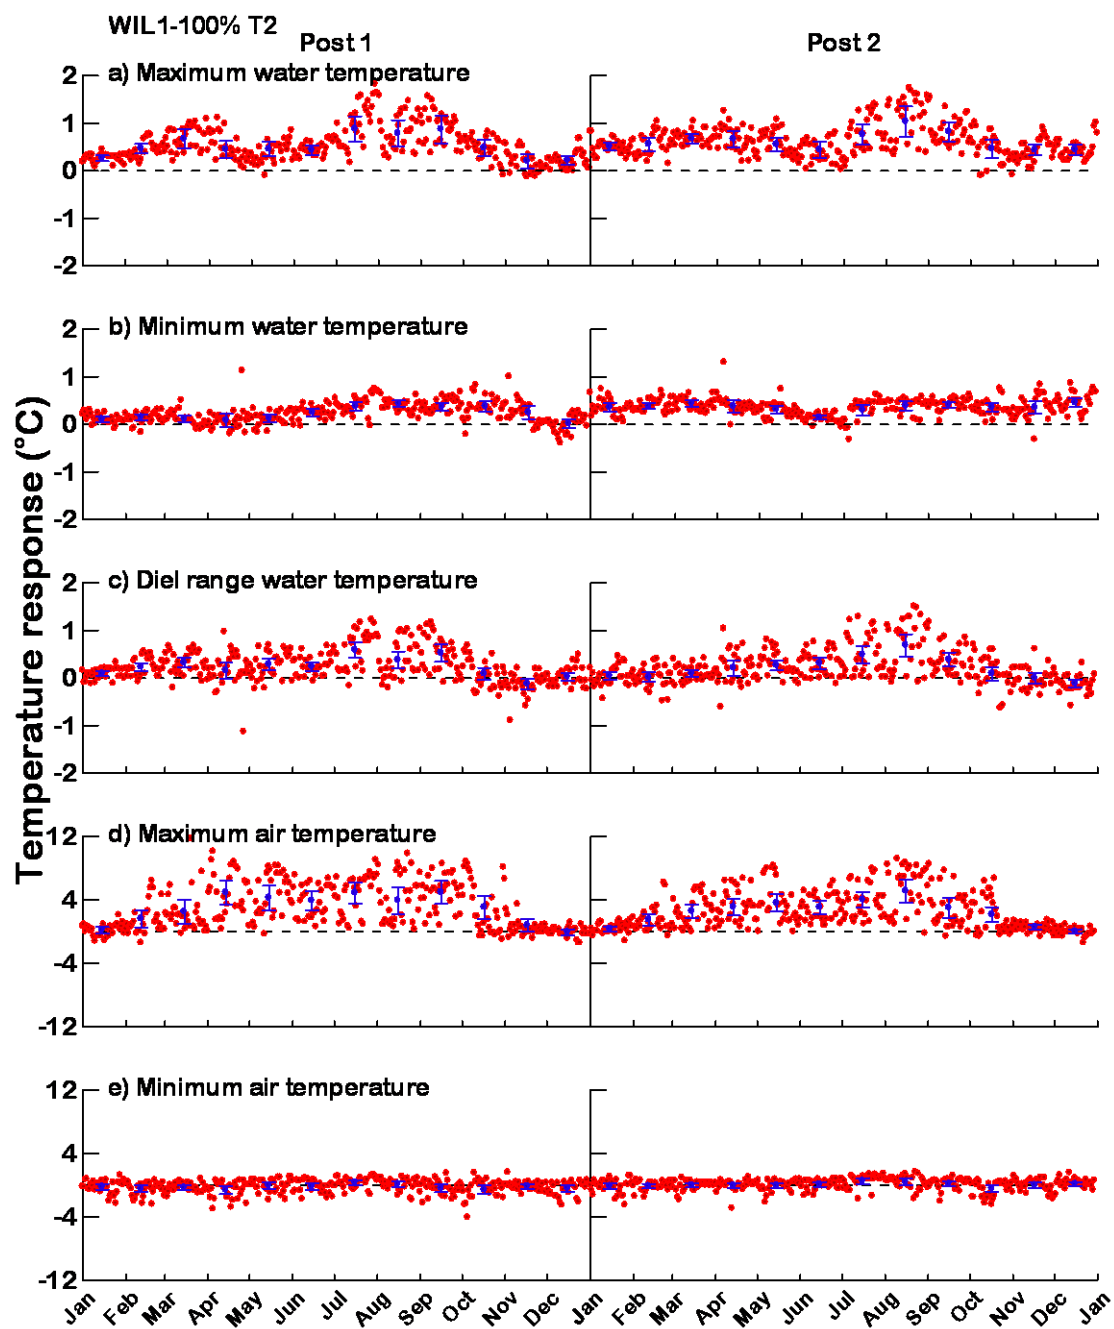 WIL1-100% T2
Post 1 Post 2
a) Maximum water temperature
2
1
0
-1
-2
b) Minimum water temperature
2
1
0
-1
-2
c) Diel range water temperature
2
1
0
-1
-2
d) Maximum air temperature
12
4
-4
-12
e) Minimum air temperature
12
4
-4
-12
Temperature response (°C)
Jan Feb Mar Apr May Jun Jul Aug Sep Oct Nov Dec Jan Feb Mar Apr May Jun Jul Aug Sep Oct Nov Dec Jan